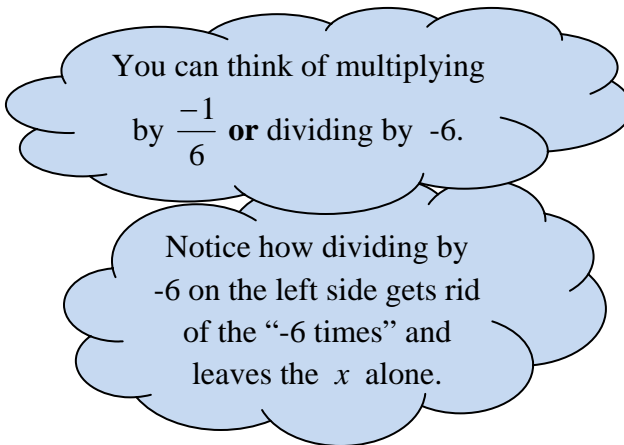 You can think of multiplying
by \frac{-1}{6} or dividing by -6.
Notice how dividing by
-6 on the left side gets rid
of the “-6 times” and
leaves the x alone.